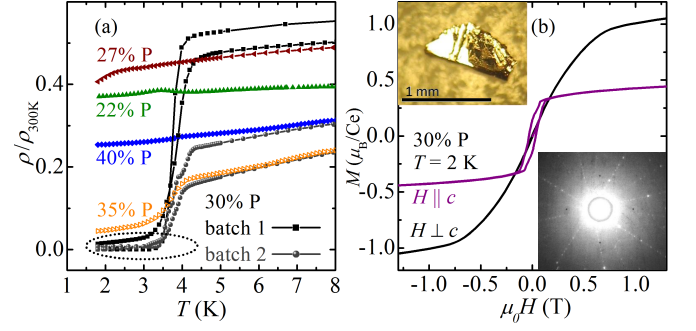 (a)
27% P
22% P
40% P
35% P
30% P
batch 1
batch 2
0.4
0.2
0.0
ρ/ρ300K
1 2 3 4 5 6 7 8
T (K)
(b)
1 mm
1.0
0.5
0.0
-0.5
-1.0
M (μB/Ce)
30% P
T = 2 K
H || c
H ⊥ c
-1.0 -0.5 0.0 0.5 1.0
μ0H (T)